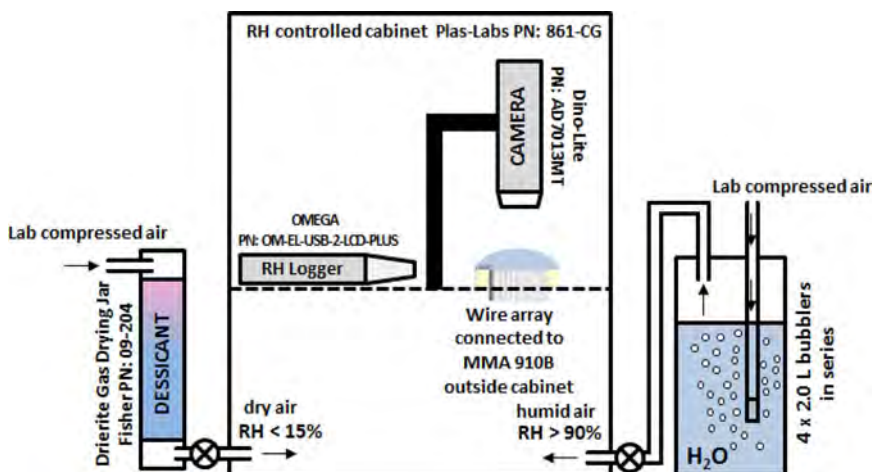 RH controlled cabinet Plas-Labs PN: 861-CG
CAMERA
Dino-Lite
PN: AD7013MT
Lab compressed air
OMEGA
PN: OM-EL-USB-2-LCD-PLUS
RH Logger
Lab compressed air
Drierite Gas Drying Jar
Fisher PN: 09-204
DESSICANT
Wire array
connected to
MMA 910B
outside cabinet
dry air
RH < 15%
humid air
RH > 90%
4 x 2.0 L bubblers
in series
H₂O